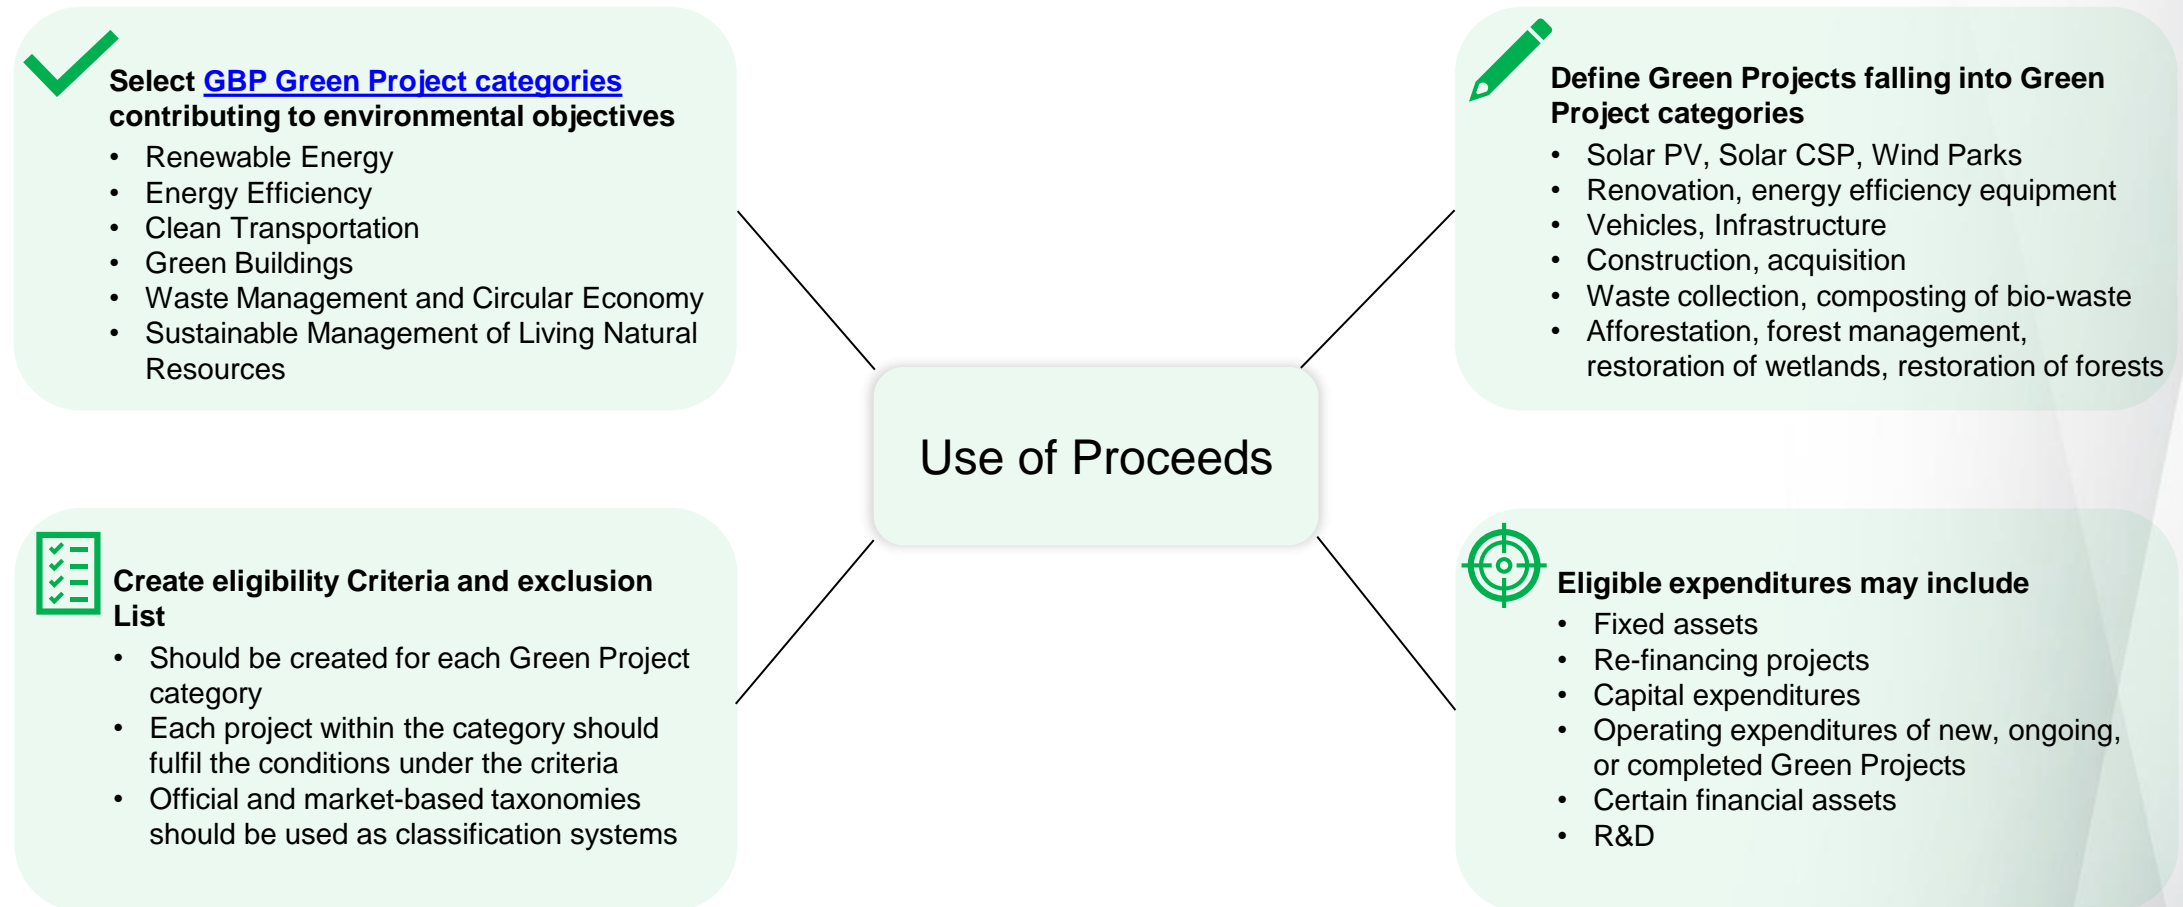 Select GBP Green Project categories
contributing to environmental objectives
• Renewable Energy
• Energy Efficiency
• Clean Transportation
• Green Buildings
• Waste Management and Circular Economy
• Sustainable Management of Living Natural
Resources
Define Green Projects falling into Green
Project categories
• Solar PV, Solar CSP, Wind Parks
• Renovation, energy efficiency equipment
• Vehicles, Infrastructure
• Construction, acquisition
• Waste collection, composting of bio-waste
• Afforestation, forest management,
restoration of wetlands, restoration of forests
Use of Proceeds
Create eligibility Criteria and exclusion
List
• Should be created for each Green Project
category
• Each project within the category should
fulfil the conditions under the criteria
• Official and market-based taxonomies
should be used as classification systems
Eligible expenditures may include
• Fixed assets
• Re-financing projects
• Capital expenditures
• Operating expenditures of new, ongoing,
or completed Green Projects
• Certain financial assets
• R&D